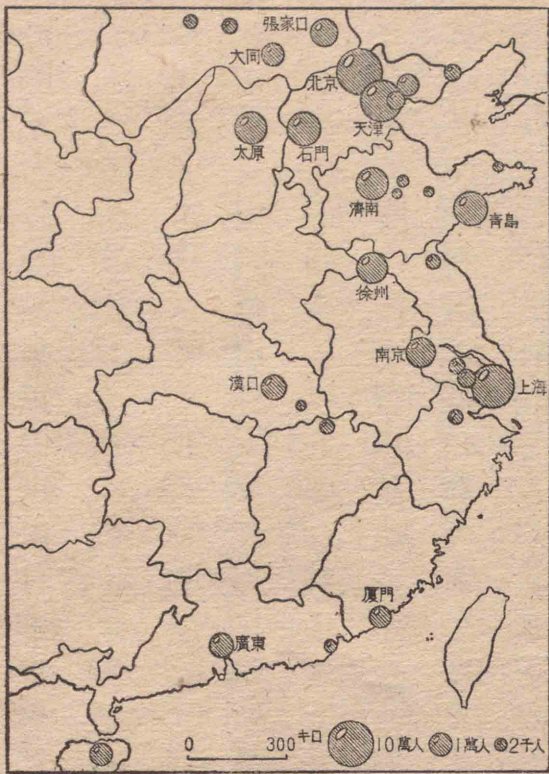 張家口
大同
北京
天津
太原
石門
濟南
青島
徐州
南京
漢口
上海
廈門
廣東
0 300 キロ
10萬人 1萬人 2千人